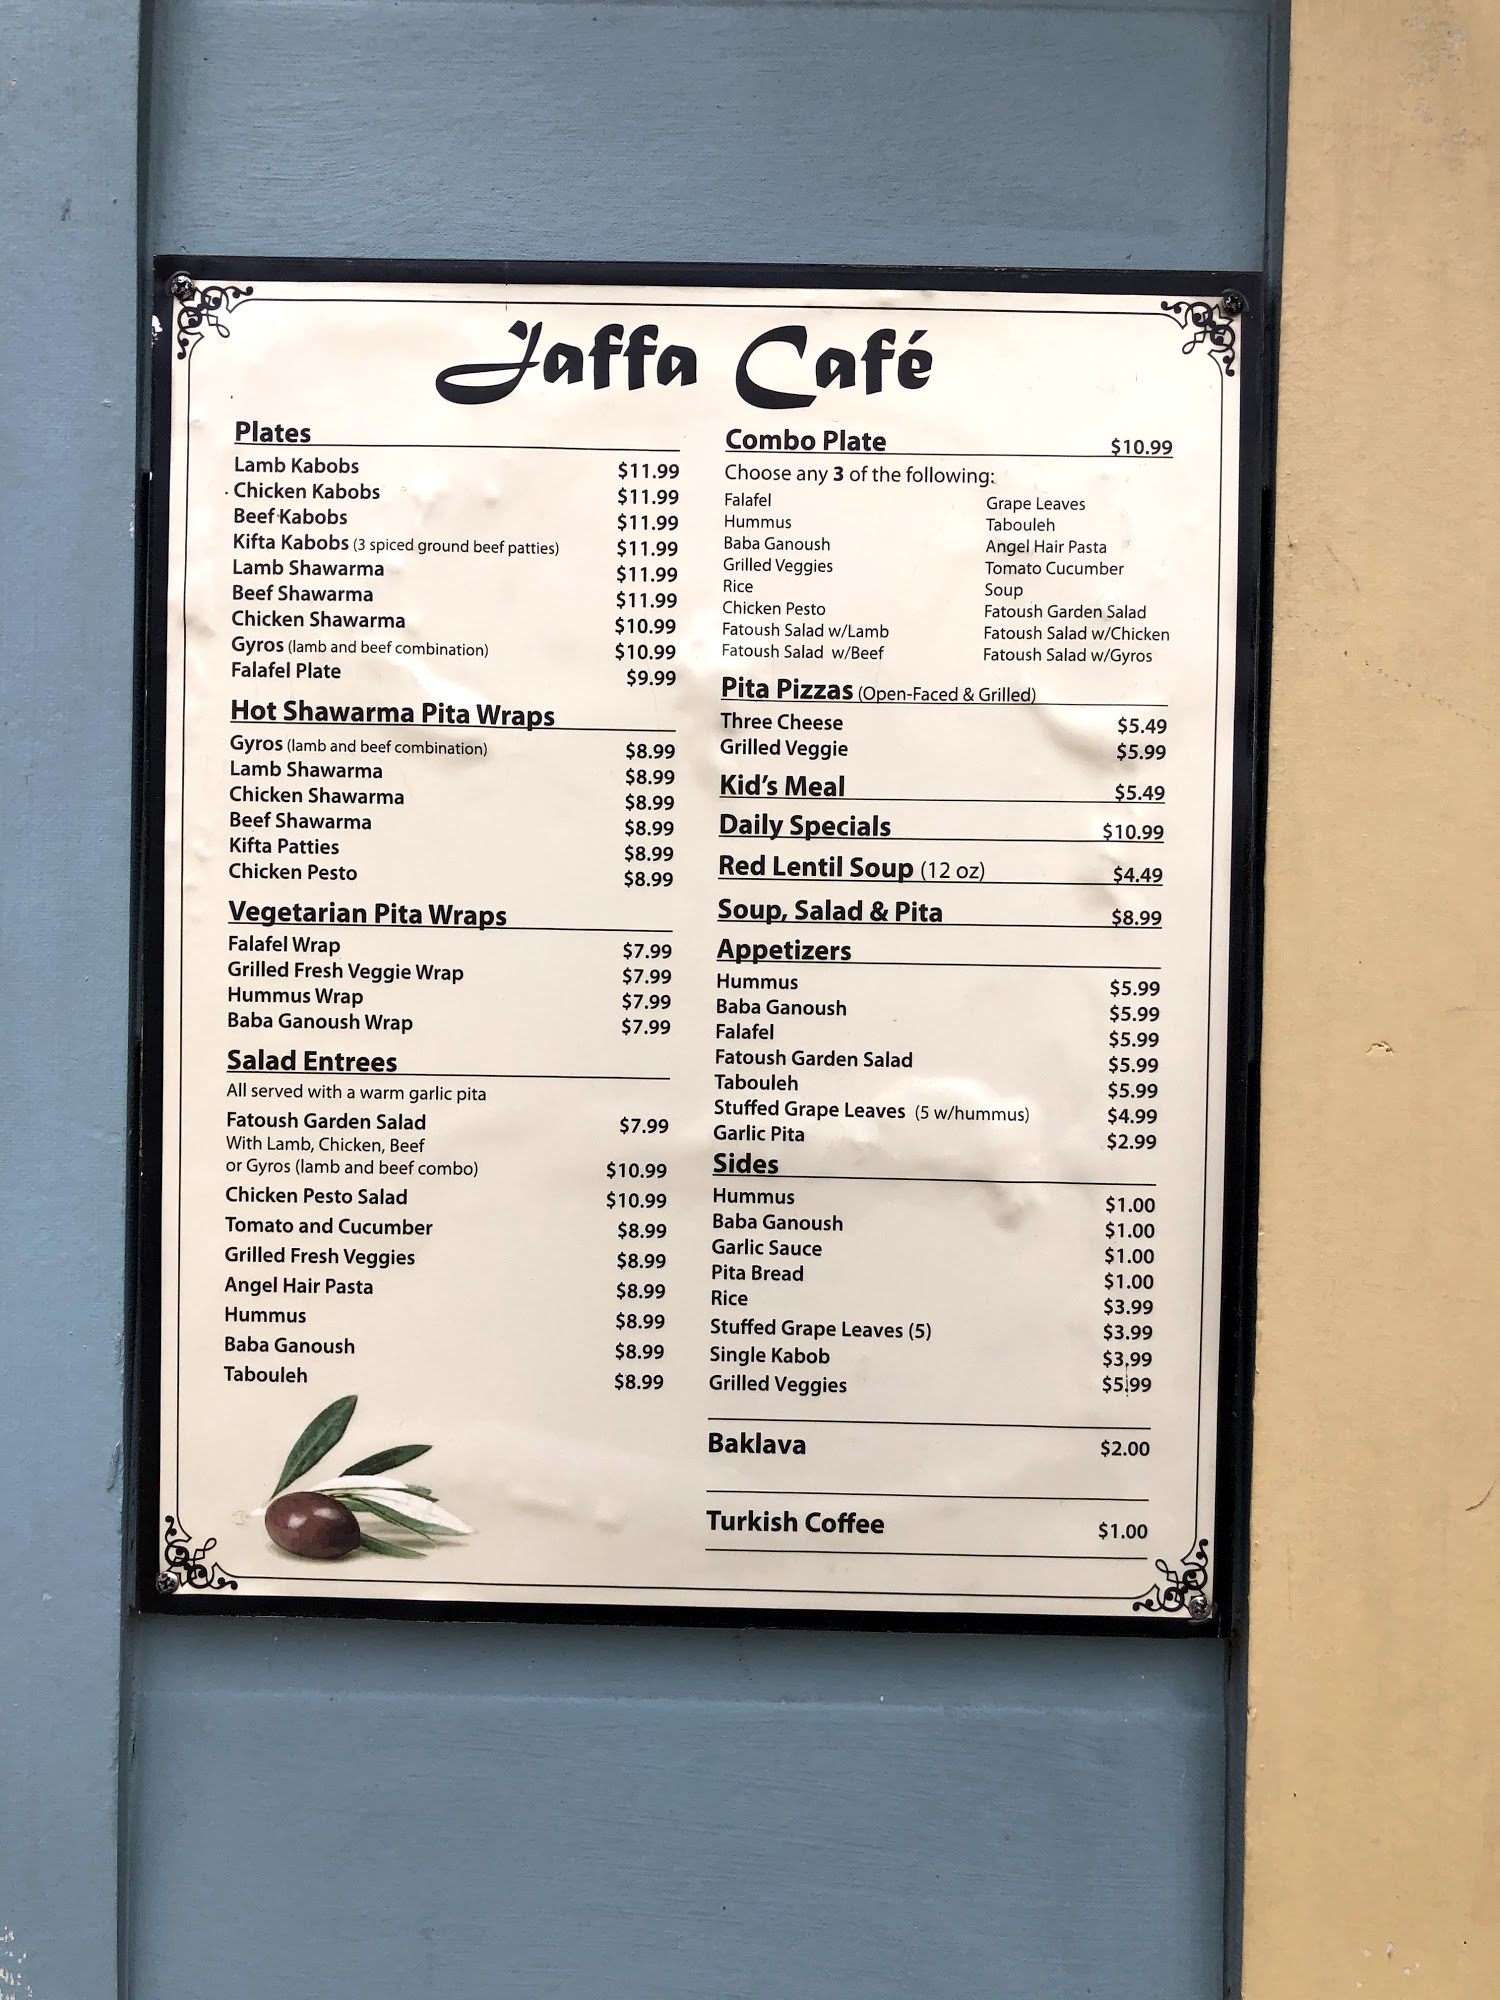 Jaffa Café
Plates
Lamb Kabobs $11.99
Chicken Kabobs $11.99
Beef Kabobs $11.99
Kifta Kabobs (3 spiced ground beef patties) $11.99
Lamb Shawarma $11.99
Beef Shawarma $11.99
Chicken Shawarma $10.99
Gyros (lamb and beef combination) $10.99
Falafel Plate $9.99
Hot Shawarma Pita Wraps
Gyros (lamb and beef combination) $8.99
Lamb Shawarma $8.99
Chicken Shawarma $8.99
Beef Shawarma $8.99
Kifta Patties $8.99
Chicken Pesto $8.99
Vegetarian Pita Wraps
Falafel Wrap $7.99
Grilled Fresh Veggie Wrap $7.99
Hummus Wrap $7.99
Baba Ganoush Wrap $7.99
Salad Entrees
All served with a warm garlic pita
Fatoush Garden Salad $7.99
With Lamb, Chicken, Beef
or Gyros (lamb and beef combo) $10.99
Chicken Pesto Salad $10.99
Tomato and Cucumber $8.99
Grilled Fresh Veggies $8.99
Angel Hair Pasta $8.99
Hummus $8.99
Baba Ganoush $8.99
Tabouleh $8.99
Combo Plate $10.99
Choose any 3 of the following:
Falafel Grape Leaves
Hummus Tabouleh
Baba Ganoush Angel Hair Pasta
Grilled Veggies Tomato Cucumber
Rice Soup
Chicken Pesto Fatoush Garden Salad
Fatoush Salad w/Lamb Fatoush Salad w/Chicken
Fatoush Salad w/Beef Fatoush Salad w/Gyros
Pita Pizzas (Open-Faced & Grilled)
Three Cheese $5.49
Grilled Veggie $5.99
Kid's Meal $5.49
Daily Specials $10.99
Red Lentil Soup (12 oz) $4.49
Soup, Salad & Pita $8.99
Appetizers
Hummus $5.99
Baba Ganoush $5.99
Falafel $5.99
Fatoush Garden Salad $5.99
Tabouleh $5.99
Stuffed Grape Leaves (5 w/hummus) $4.99
Garlic Pita $2.99
Sides
Hummus $1.00
Baba Ganoush $1.00
Garlic Sauce $1.00
Pita Bread $1.00
Rice $3.99
Stuffed Grape Leaves (5) $3.99
Single Kabob $3.99
Grilled Veggies $5.99
Baklava $2.00
Turkish Coffee $1.00